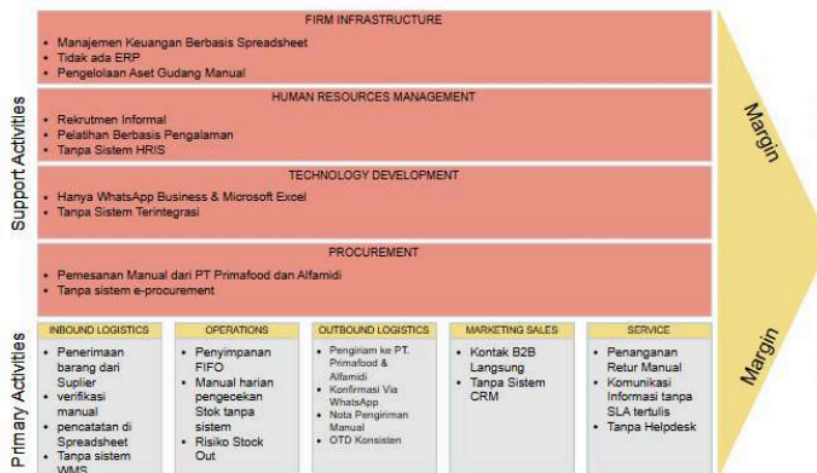 Support Activities
FIRM INFRASTRUCTURE
• Manajemen Keuangan Berbasis Spreadsheet
• Tidak ada ERP
• Pengelolaan Aset Gudang Manual
HUMAN RESOURCES MANAGEMENT
• Rekrutmen Informal
• Pelatihan Berbasis Pengalaman
• Tanpa Sistem HRIS
TECHNOLOGY DEVELOPMENT
• Hanya WhatsApp Business & Microsoft Excel
• Tanpa Sistem Terintegrasi
PROCUREMENT
• Pemesanan Manual dari PT Primafood dan Alfamidi
• Tanpa sistem e-procurement
Primary Activities
INBOUND LOGISTICS
• Penerimaan
barang dari
Suplier
• verifikasi
manual
• pencatatan di
Spreadsheet
• Tanpa sistem
WMS
OPERATIONS
• Penyimpanan
FIFO
• Manual harian
pengecekan
Stok tanpa
sistem
• Risiko Stock
Out
OUTBOUND LOGISTICS
• Pengiriam ke PT.
Primafood &
Alfamidi
• Konfirmasi Via
WhatsApp
• Nota Pengiriman
Manual
• OTD Konsisten
MARKETING SALES
• Kontak B2B
Langsung
• Tanpa Sistem
CRM
SERVICE
• Penanganan
Retur Manual
• Komunikasi
Informasi tanpa
SLA tertulis
• Tanpa Helpdesk
Margin
Margin